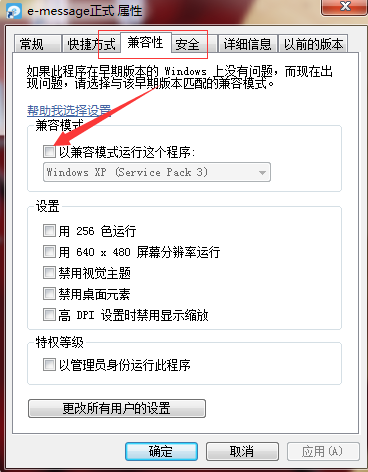 e-message正式 属性
常规 快捷方式 兼容性 安全 详细信息 以前的版本
如果此程序在早期版本的 Windows 上没有问题，而现在出
现问题，请选择与该早期版本匹配的兼容模式。
帮助我选择设置
兼容模式
以兼容模式运行这个程序:
Windows XP (Service Pack 3)
设置
用 256 色运行
用 640 x 480 屏幕分辨率运行
禁用视觉主题
禁用桌面元素
高 DPI 设置时禁用显示缩放
特权等级
以管理员身份运行此程序
更改所有用户的设置
确定 取消 应用(A)